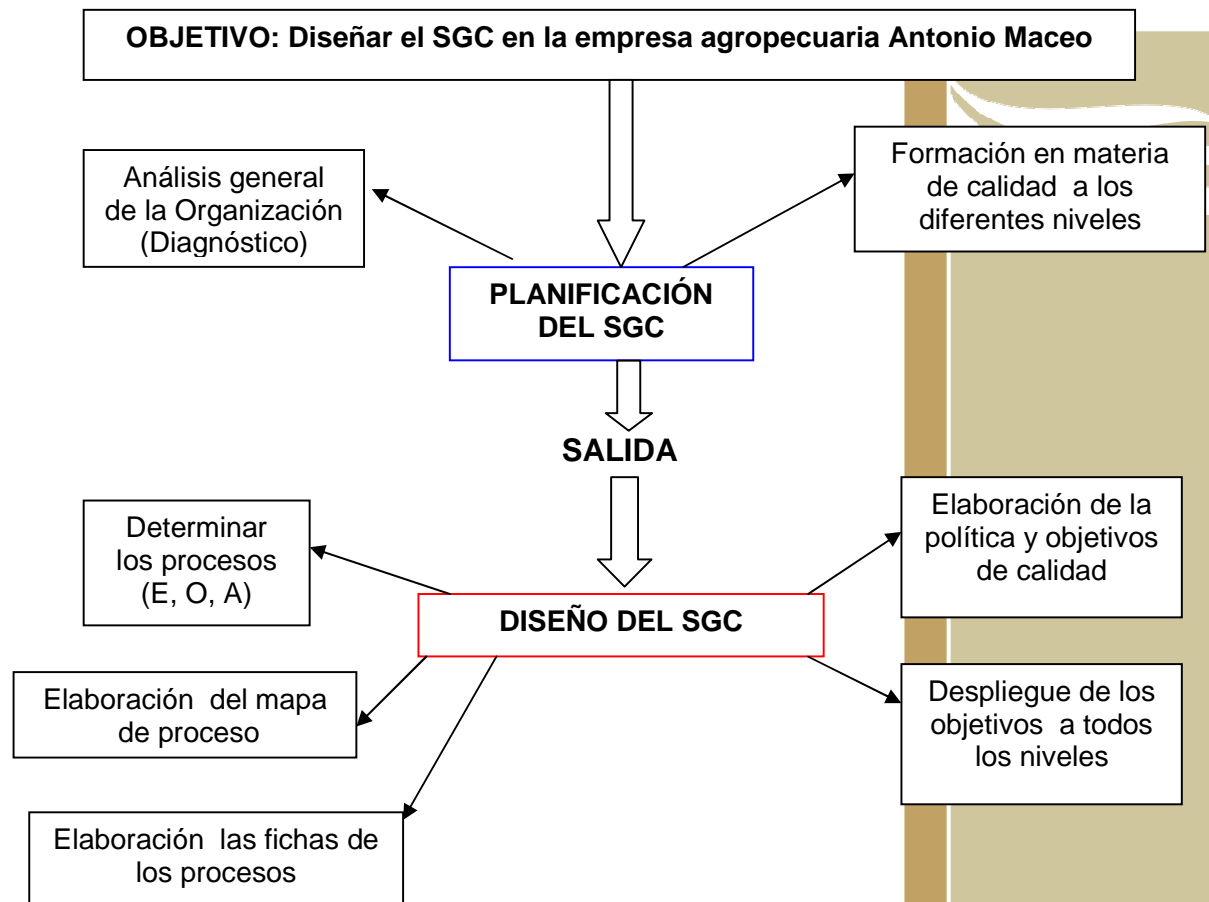 OBJETIVO: Diseñar el SGC en la empresa agropecuaria Antonio Maceo
Análisis general
de la Organización
(Diagnóstico)
Formación en materia
de calidad a los
diferentes niveles
PLANIFICACIÓN
DEL SGC
SALIDA
Determinar
los procesos
(E, O, A)
Elaboración de la
política y objetivos
de calidad
DISEÑO DEL SGC
Elaboración del mapa
de proceso
Despliegue de los
objetivos a todos
los niveles
Elaboración las fichas de
los procesos